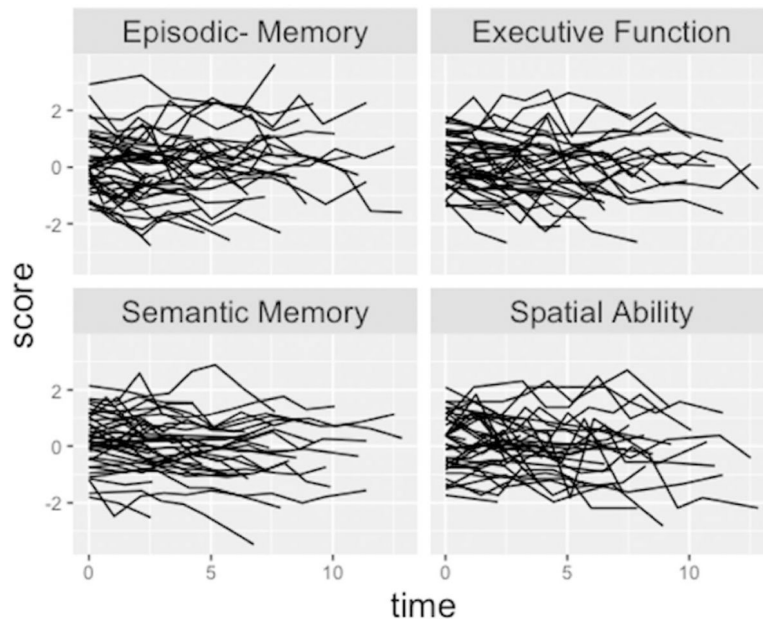 Episodic- Memory
Executive Function
2
0
-2
Semantic Memory
Spatial Ability
2
0
-2
0
5
10
0
5
10
score
time